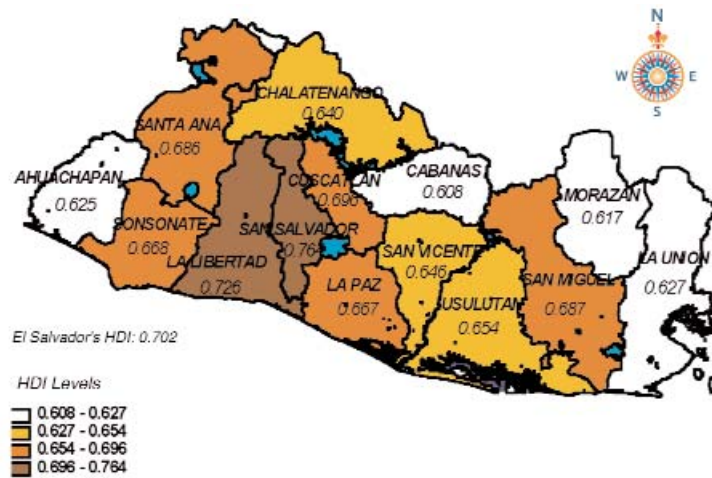 N
W E
S
CHALATENANGO
0.640
SANTA ANA
0.686
CUSCATLAN
0.696
CABANAS
0.608
MORAZAN
0.617
AHUACHAPAN
0.625
SONSONATE
0.668
SAN SALVADOR
0.764
LA LIBERTAD
0.726
SAN VICENTE
0.646
LA UNION
0.627
LA PAZ
0.667
USULUTAN
0.654
SAN MIGUEL
0.687
El Salvador's HDI: 0.702
HDI Levels
0.608 - 0.627
0.627 - 0.654
0.654 - 0.696
0.696 - 0.764